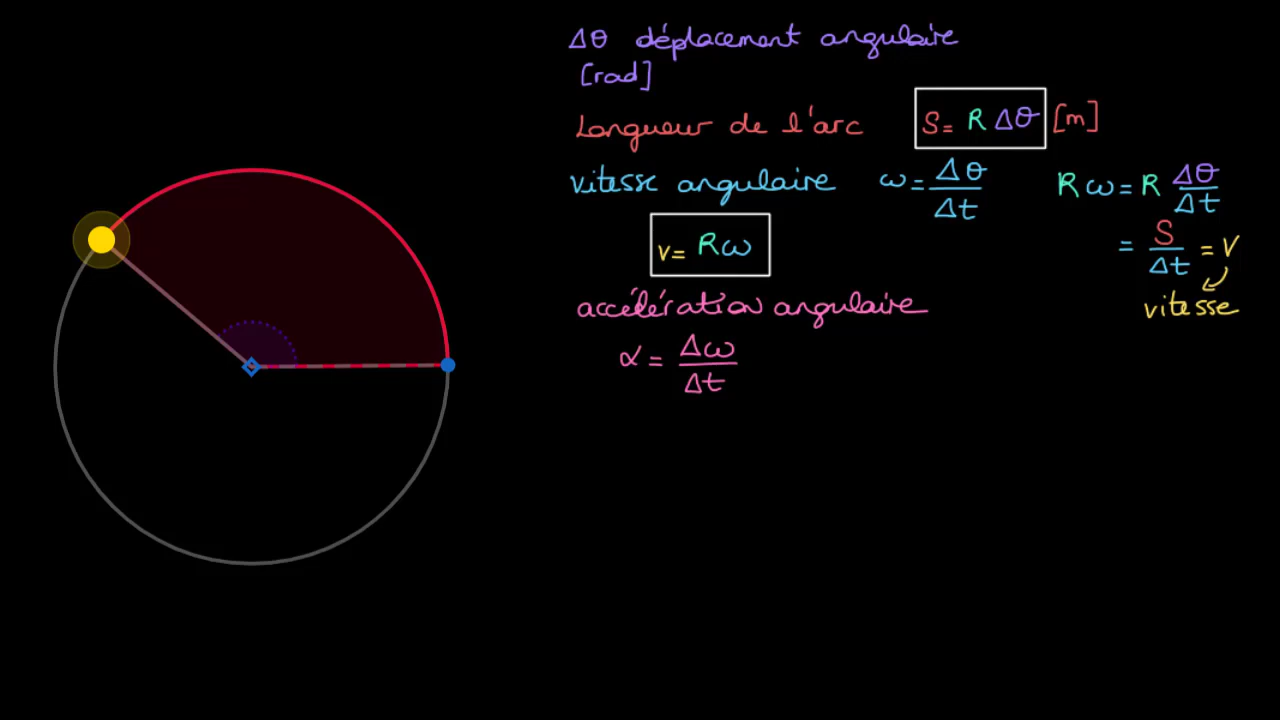 Δθ déplacement angulaire
[rad]
Longueur de l'arc S = R Δθ [m]
vitesse angulaire ω = Δθ/Δt Rω = R Δθ/Δt
= S/Δt = v
v = Rω
vitesse
accélération angulaire
α = Δω/Δt